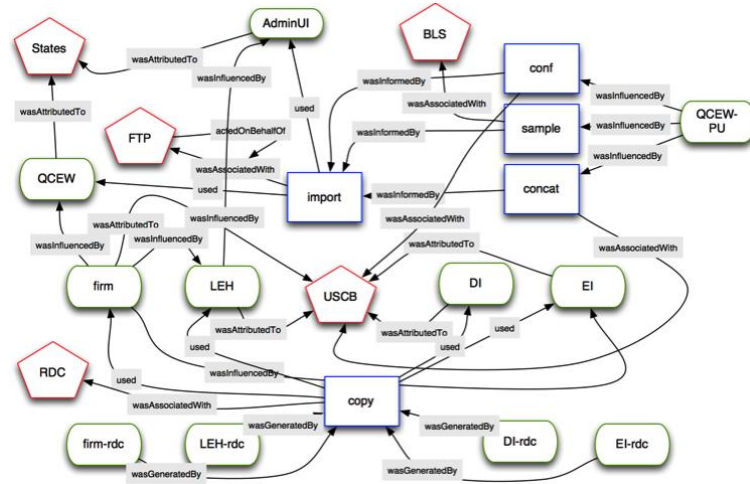 AdminUI
States
BLS
wasAttributedTo
conf
wasInfluencedBy
wasInformedBy
wasInfluencedBy
wasAssociatedWith
QCEW-
PU
wasAttributedTo
used
FTP
actedOnBehalfOf
sample
wasInfluencedBy
wasInformedBy
wasInfluencedBy
QCEW
wasAssociatedWith
import
concat
used
wasInformedBy
wasAttributedTo
wasAssociatedWith
wasInfluencedBy
wasInfluencedBy
wasAttributedTo
wasAssociatedWith
firm
LEH
USCB
DI
EI
wasAttributedTo
wasAttributedTo
used
used
used
RDC
used
wasInfluencedBy
wasAssociatedWith
copy
wasGeneratedBy
wasGeneratedBy
firm-rdc
LEH-rdc
DI-rdc
EI-rdc
wasGeneratedBy
wasGeneratedBy